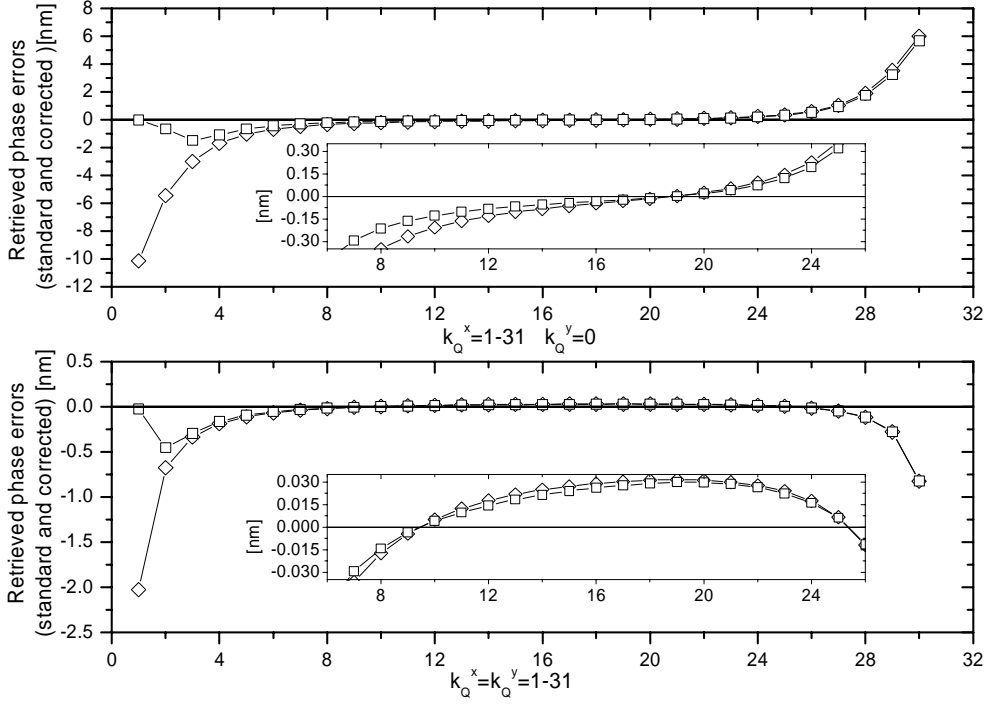 Retrieved phase errors
(standard and corrected )[nm]
8
6
4
2
0
-2
-4
-6
-8
-10
-12
[nm]
0.30
0.15
0.00
-0.15
-0.30
8 12 16 20 24
0 4 8 12 16 20 24 28 32
k_Q^x=1-31 k_Q^y=0
Retrieved phase errors
(standard and corrected) [nm]
0.5
0.0
-0.5
-1.0
-1.5
-2.0
-2.5
[nm]
0.030
0.015
0.000
-0.015
-0.030
8 12 16 20 24
0 4 8 12 16 20 24 28 32
k_Q^x=k_Q^y=1-31